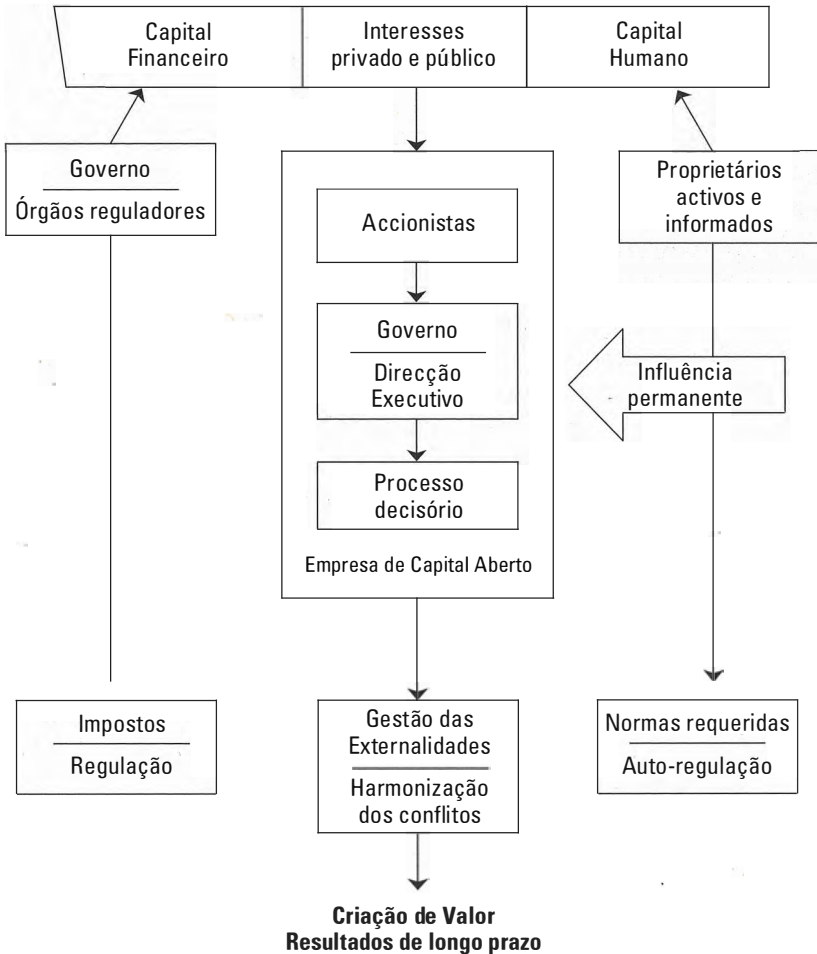 Capital
Financeiro
Interesses
privado e público
Capital
Humano
Governo
Órgãos reguladores
Proprietários
activos e
informados
Accionistas
Governo
Direcção
Executivo
Influência
permanente
Processo
decisório
Empresa de Capital Aberto
Impostos
Regulação
Gestão das
Externalidades
Harmonização
dos conflitos
Normas requeridas
Auto-regulação
Criação de Valor
Resultados de longo prazo